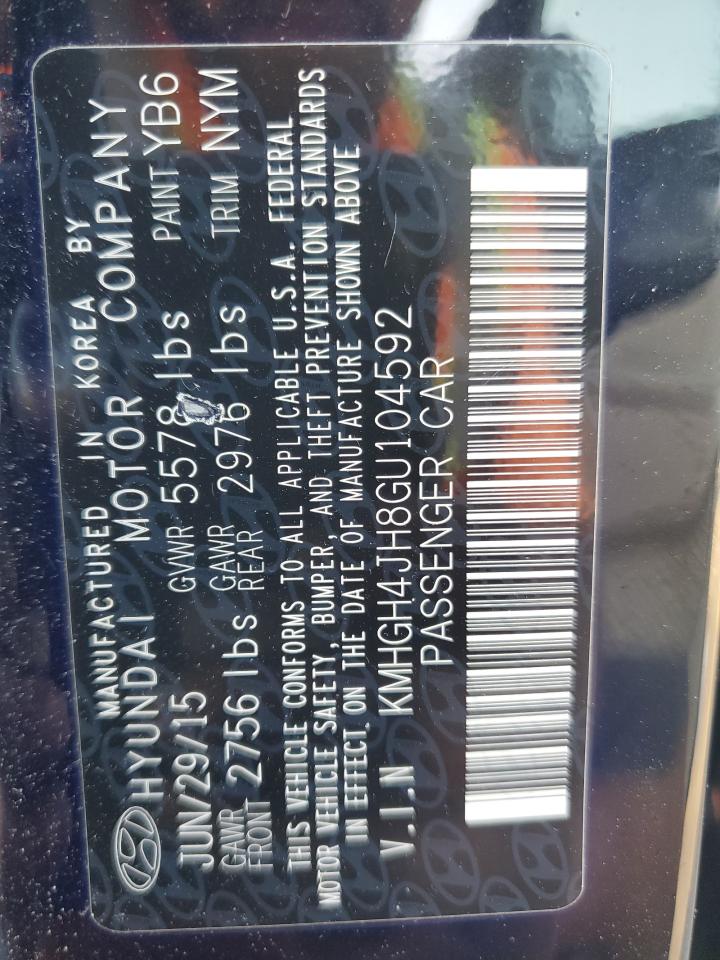 MANUFACTURED IN KOREA BY
HYUNDAI MOTOR COMPANY
JUN/29/15 GVWR 5578 lbs PAINT YB6
GAWR FRONT 2756 lbs GAWR REAR 2976 lbs TRIM NYM
THIS VEHICLE CONFORMS TO ALL APPLICABLE U.S.A. FEDERAL
MOTOR VEHICLE SAFETY, BUMPER, AND THEFT PREVENTION STANDARDS
IN EFFECT ON THE DATE OF MANUFACTURE SHOWN ABOVE
V.I.N KMHGH4JH8GU104592
PASSENGER CAR